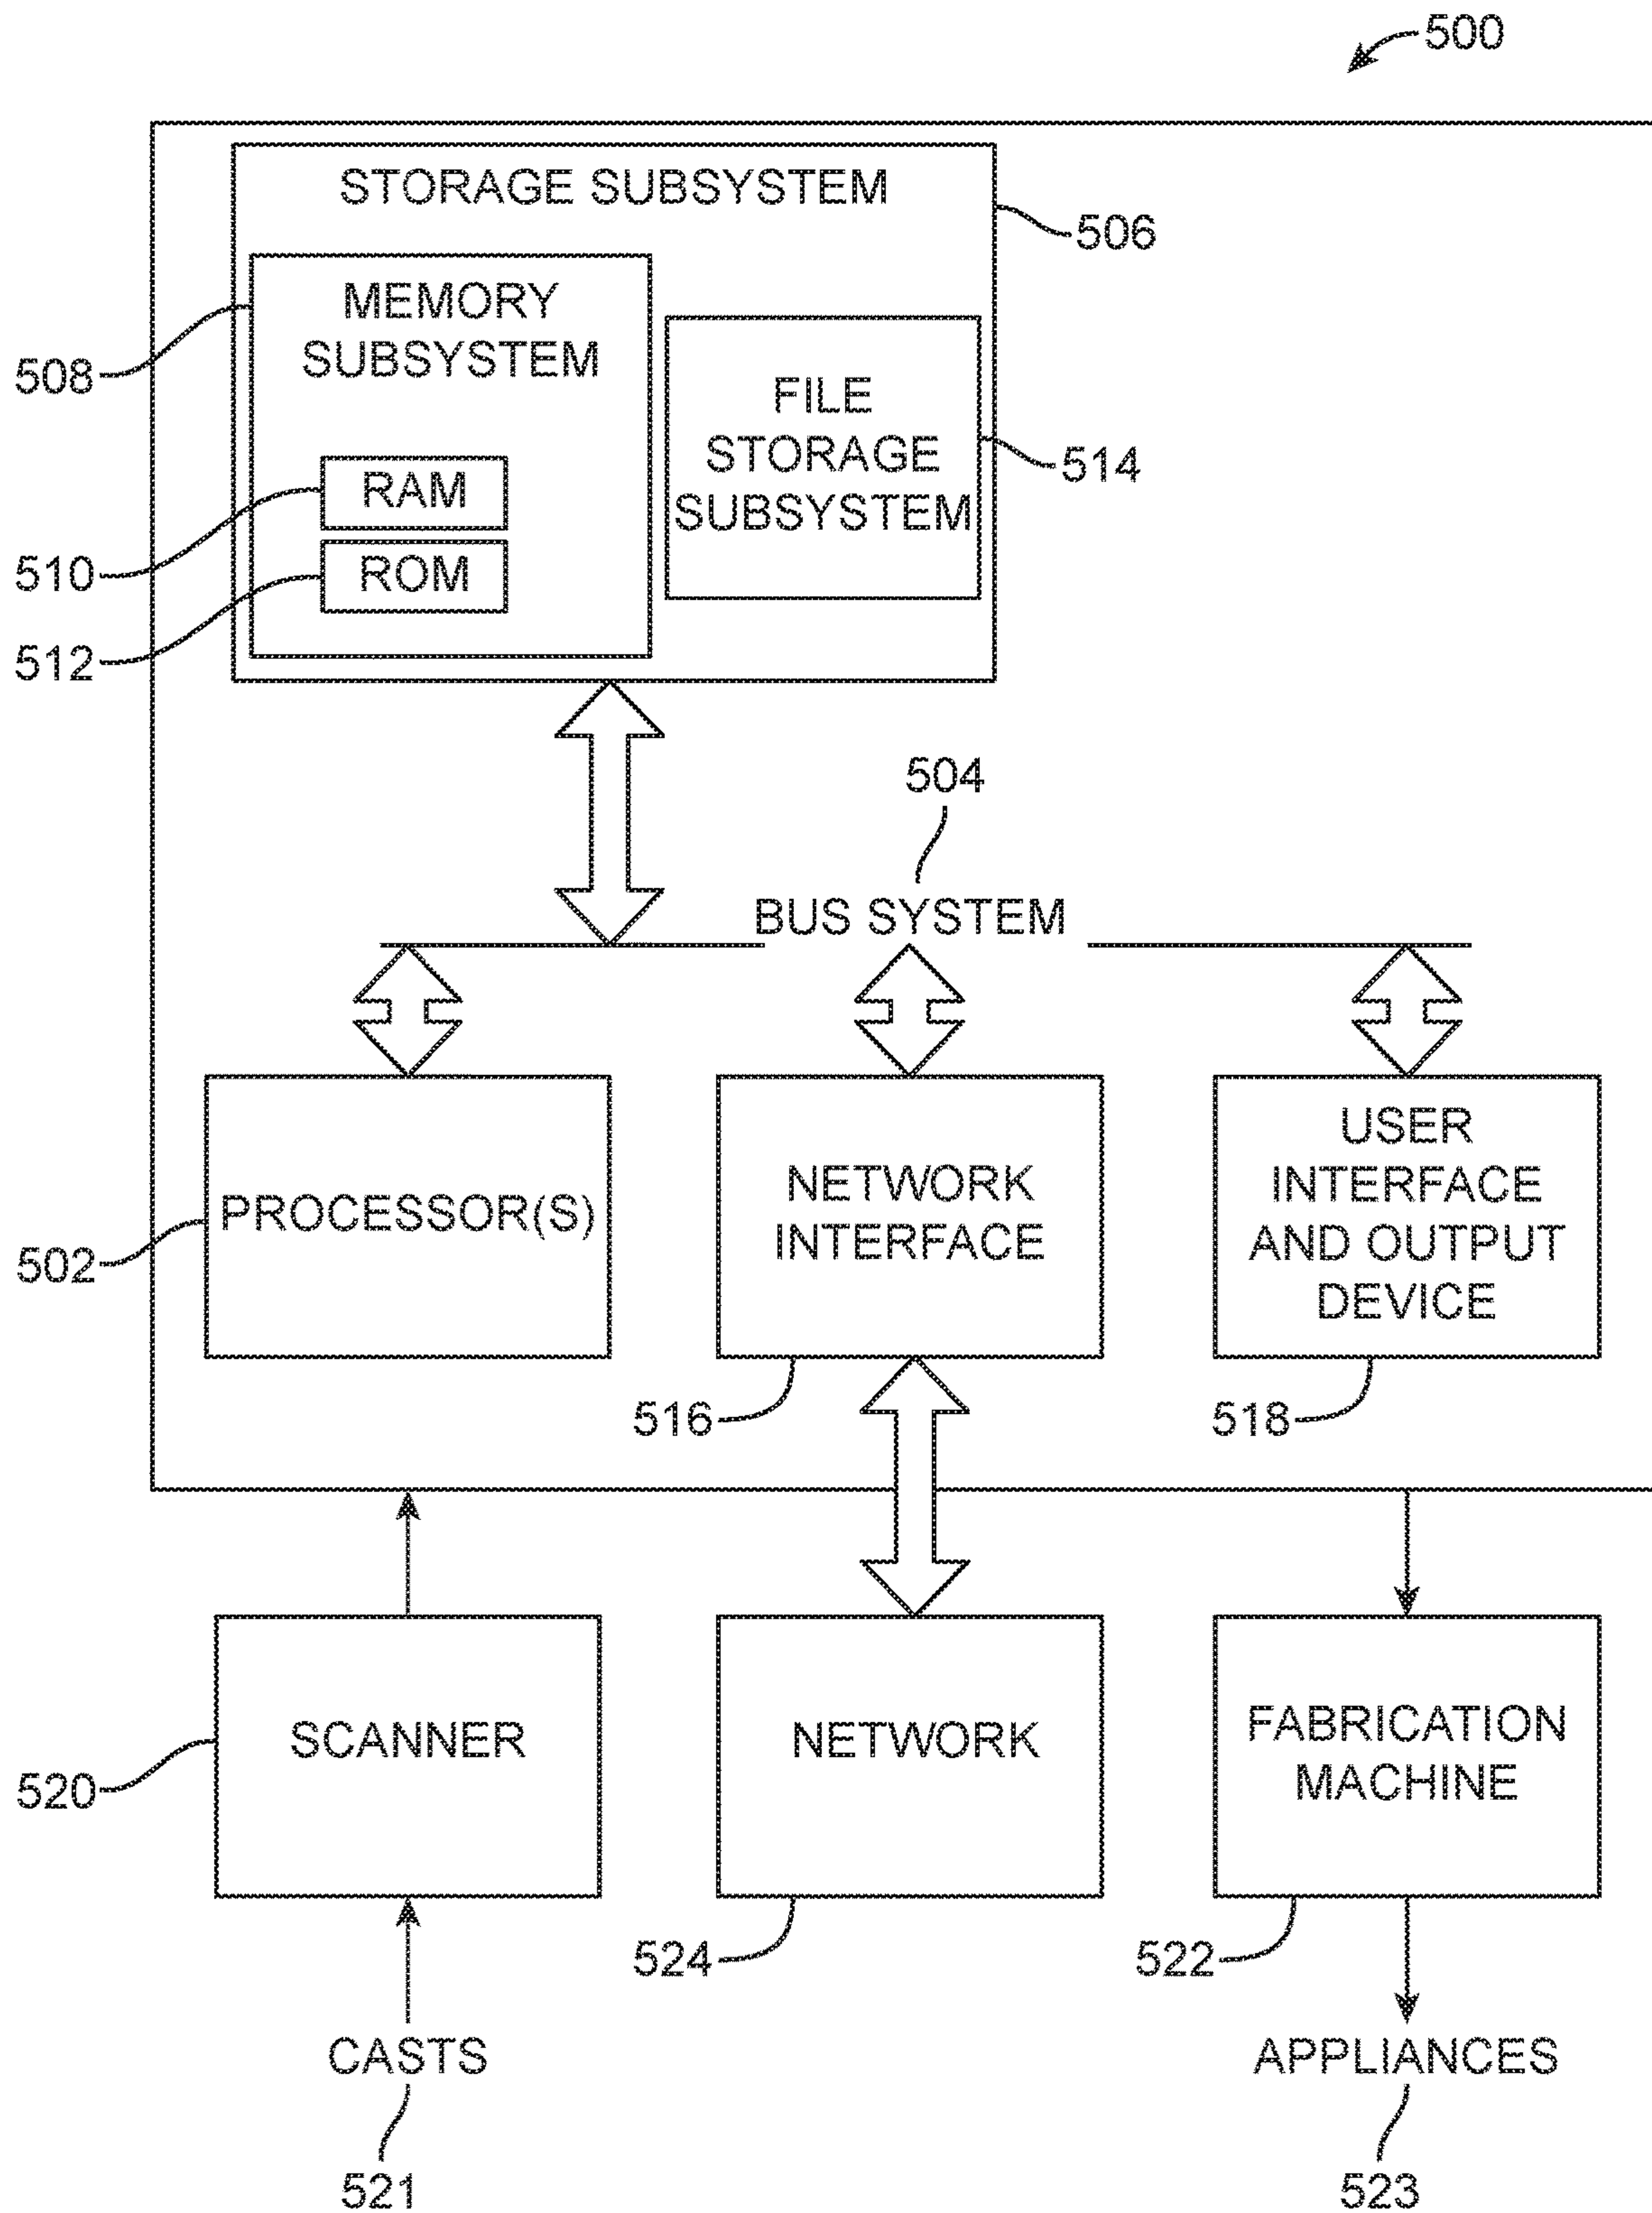 500
STORAGE SUBSYSTEM
506
MEMORY
SUBSYSTEM
508
FILE
STORAGE
SUBSYSTEM
514
RAM
510
ROM
512
504
BUS SYSTEM
PROCESSOR(S)
502
NETWORK
INTERFACE
516
USER
INTERFACE
AND OUTPUT
DEVICE
518
SCANNER
520
NETWORK
524
FABRICATION
MACHINE
522
CASTS
521
APPLIANCES
523